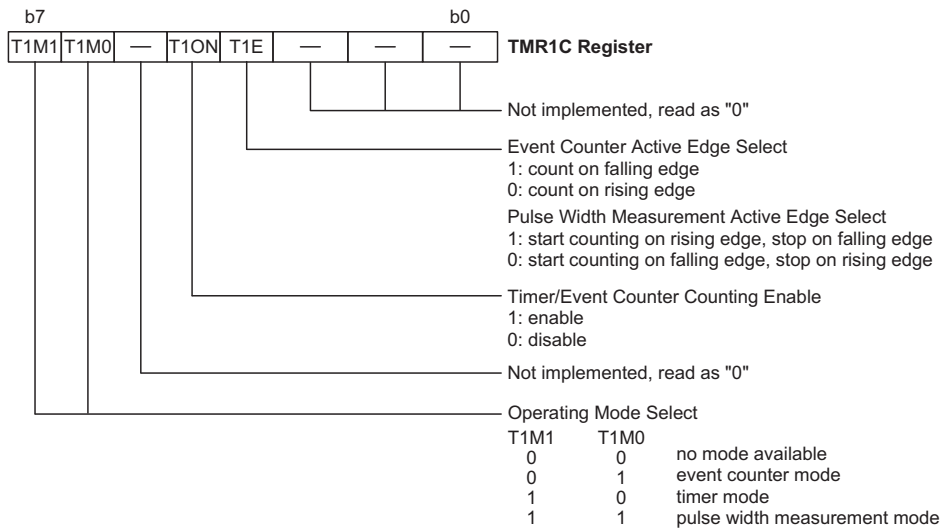 b7 b0
T1M1 T1M0 — T1ON T1E — — — TMR1C Register
Not implemented, read as "0"
Event Counter Active Edge Select
1: count on falling edge
0: count on rising edge
Pulse Width Measurement Active Edge Select
1: start counting on rising edge, stop on falling edge
0: start counting on falling edge, stop on rising edge
Timer/Event Counter Counting Enable
1: enable
0: disable
Not implemented, read as "0"
Operating Mode Select
T1M1 T1M0
0 0 no mode available
0 1 event counter mode
1 0 timer mode
1 1 pulse width measurement mode